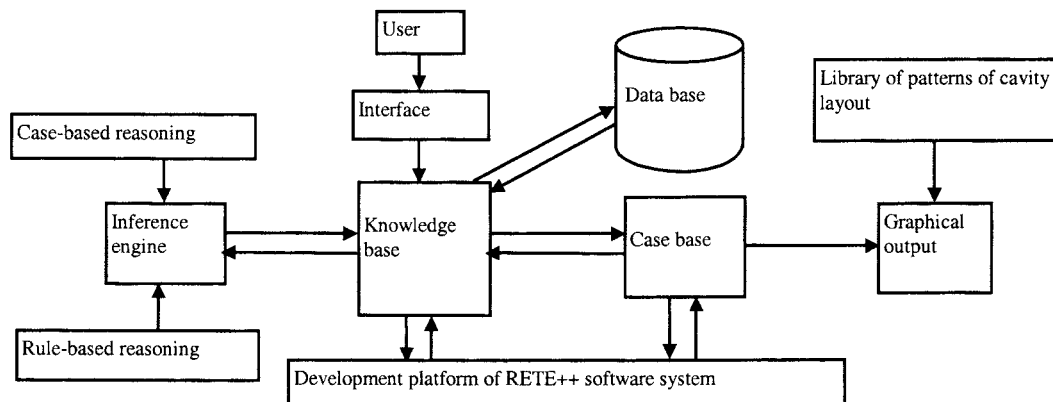 User
Interface
Data base
Library of patterns of cavity
layout
Case-based reasoning
Inference
engine
Knowledge
base
Case base
Graphical
output
Rule-based reasoning
Development platform of RETE++ software system